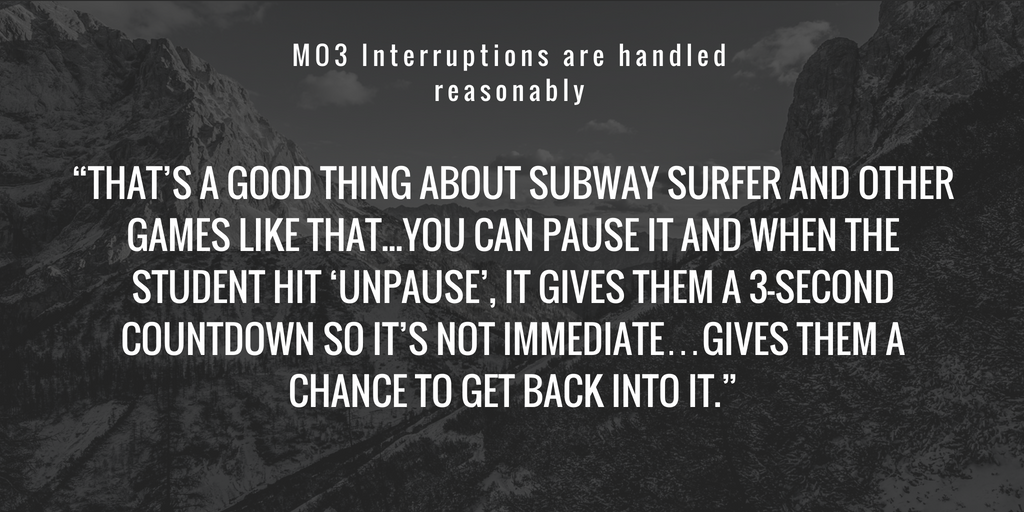 MO3 Interruptions are handled
reasonably
“THAT’S A GOOD THING ABOUT SUBWAY SURFER AND OTHER
GAMES LIKE THAT...YOU CAN PAUSE IT AND WHEN THE
STUDENT HIT ‘UNPAUSE’, IT GIVES THEM A 3-SECOND
COUNTDOWN SO IT’S NOT IMMEDIATE...GIVES THEM A
CHANCE TO GET BACK INTO IT.”